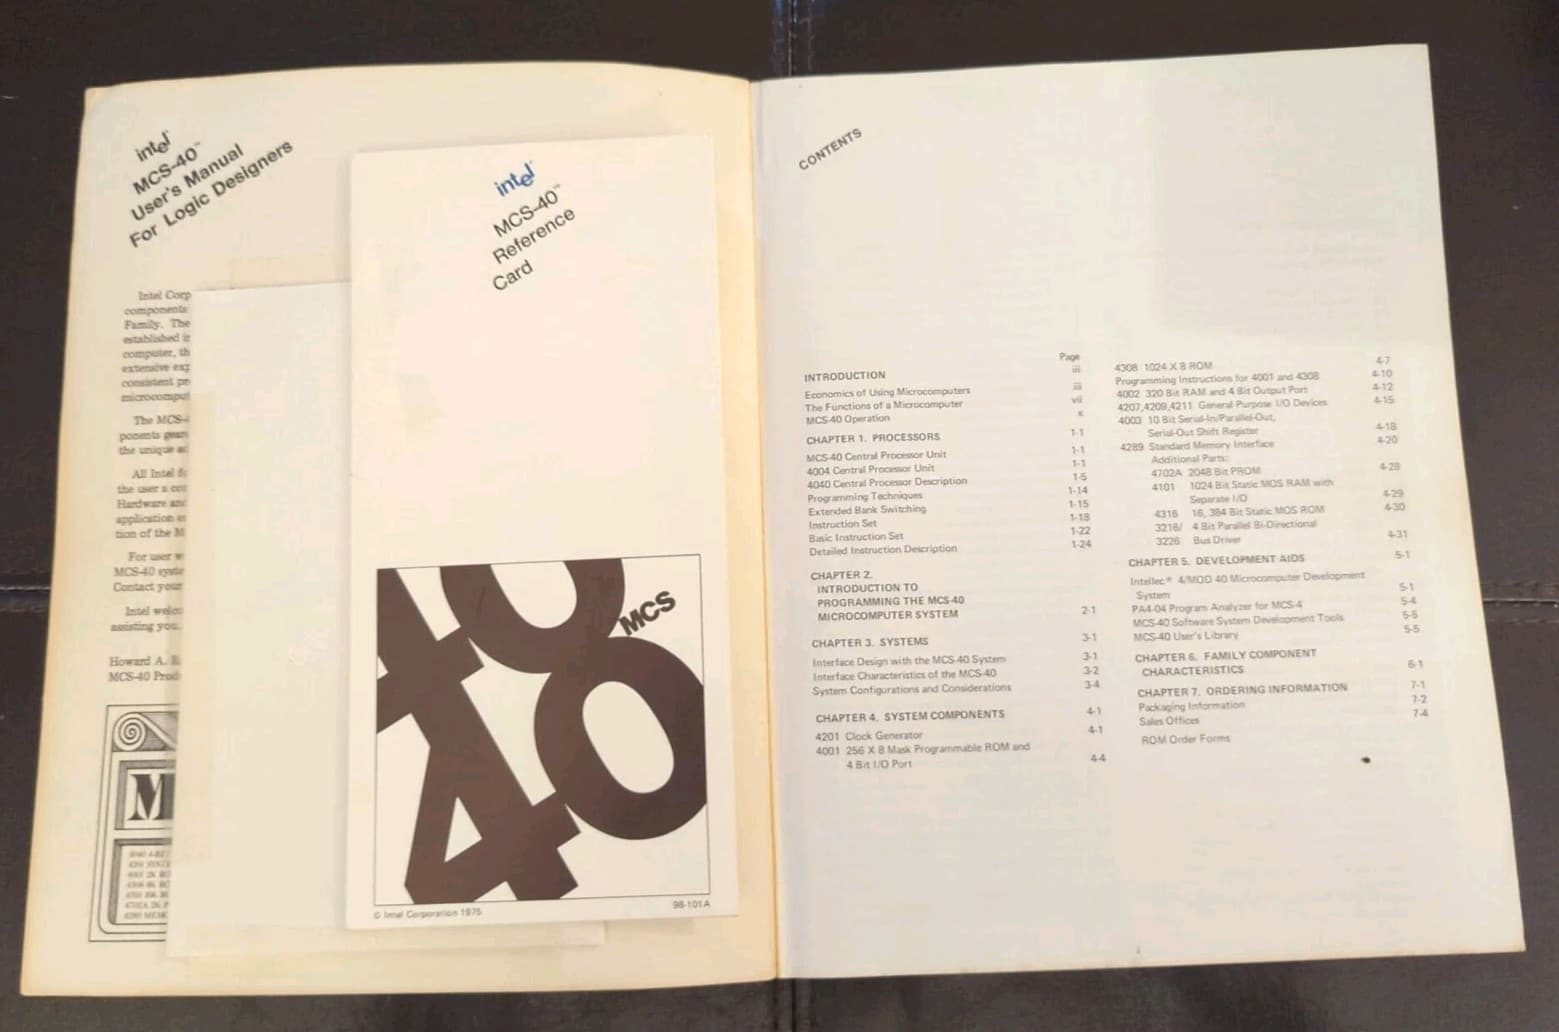 intel
MCS-40™
User's Manual
For Logic Designers
Intel Corp
components
Family. The
established
computer, th
extensive
consistent
The MCS-4
the unique
All Intel
the user a
Hardware and
application
tion of the
For user
MCS-40
Contact your
Intel
assisting you.
Howard A.
MCS-40
M
intel
MCS-40™
Reference
Card
MCS
40
40
© Intel Corporation 1975
98-101A
CONTENTS
Page
INTRODUCTION iii
Economics of Using Microcomputers iii
The Functions of a Microcomputer vii
MCS-40 Operation x
CHAPTER 1. PROCESSORS 1-1
MCS-40 Central Processor Unit 1-1
4004 Central Processor Unit 1-1
4040 Central Processor Description 1-5
Programming Techniques 1-14
Extended Bank Switching 1-15
Instruction Set 1-18
Basic Instruction Set 1-22
Detailed Instruction Description 1-24
CHAPTER 2.
INTRODUCTION TO
PROGRAMMING THE MCS-40
MICROCOMPUTER SYSTEM 2-1
CHAPTER 3. SYSTEMS 3-1
Interface Design with the MCS-40 System 3-1
Interface Characteristics of the MCS-40 3-2
System Configurations and Considerations 3-4
CHAPTER 4. SYSTEM COMPONENTS 4-1
4201 Clock Generator 4-1
4001 256 X 8 Mask Programmable ROM and
4 Bit I/O Port 4-4
4308 1024 X 8 ROM 4-7
Programming Instructions for 4001 and 4308 4-10
4002 320 Bit RAM and 4 Bit Output Port 4-12
4207,4209,4211 General Purpose I/O Devices 4-15
4003 10 Bit Serial-In/Parallel-Out,
Serial-Out Shift Register 4-18
4289 Standard Memory Interface 4-20
Additional Parts:
4702A 2048 Bit PROM 4-28
4101 1024 Bit Static MOS RAM with
Separate I/O 4-29
4316 16,384 Bit Static MOS ROM 4-30
3216/ 4 Bit Parallel Bi-Directional
3226 Bus Driver 4-31
CHAPTER 5. DEVELOPMENT AIDS 5-1
Intellec® 4/MOD 40 Microcomputer Development
System 5-1
PA4-04 Program Analyzer for MCS-4 5-4
MCS-40 Software System Development Tools 5-5
MCS-40 User's Library 5-5
CHAPTER 6. FAMILY COMPONENT
CHARACTERISTICS 6-1
CHAPTER 7. ORDERING INFORMATION 7-1
Packaging Information 7-2
Sales Offices 7-4
ROM Order Forms